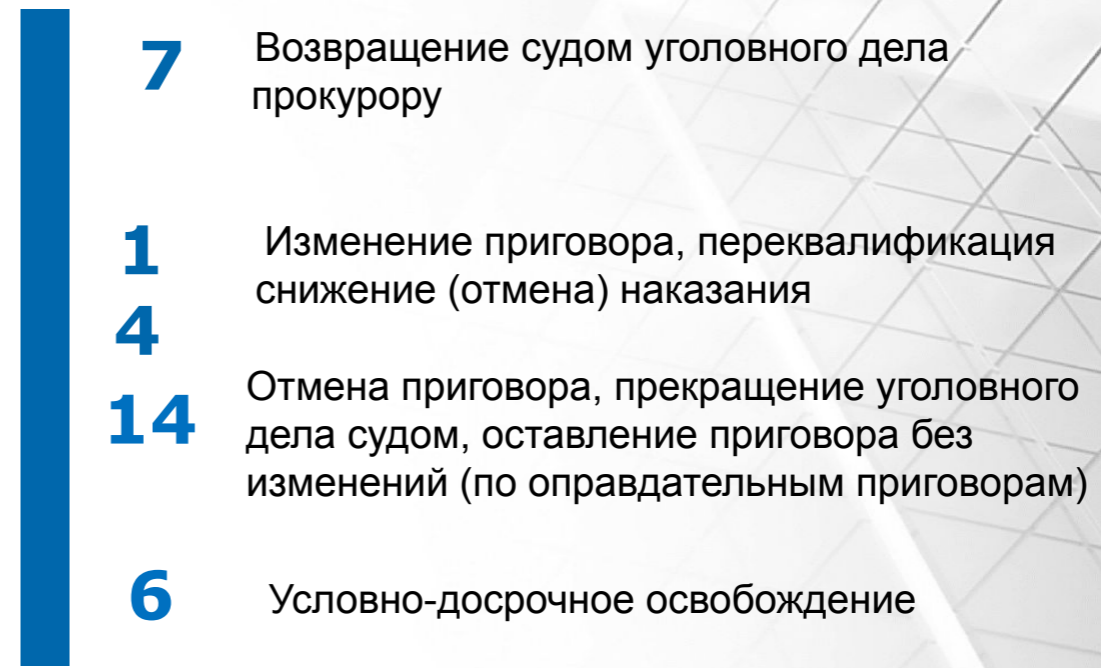 7
Возвращение судом уголовного дела
прокурору
1
4
Изменение приговора, переквалификация
снижение (отмена) наказания
14
Отмена приговора, прекращение уголовного
дела судом, оставление приговора без
изменений (по оправдательным приговорам)
6
Условно-досрочное освобождение